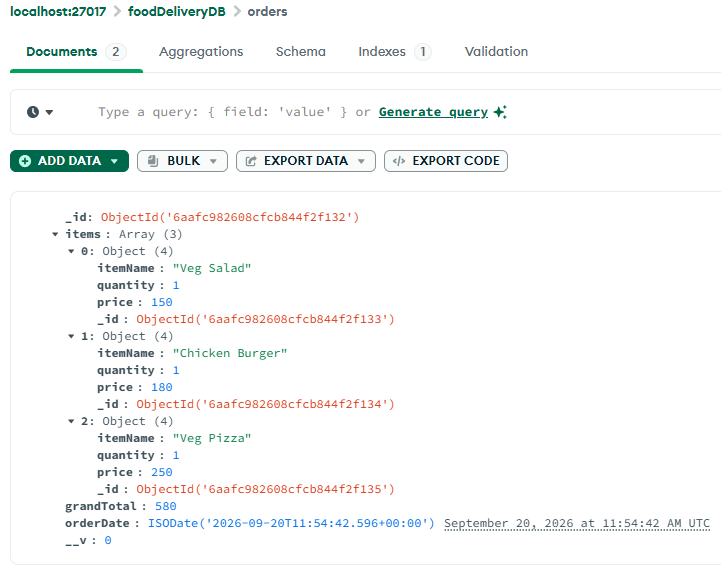 localhost:27017 > foodDeliveryDB > orders
Documents 2 Aggregations Schema Indexes 1 Validation
Type a query: { field: 'value' } or Generate query
ADD DATA BULK EXPORT DATA EXPORT CODE
_id: ObjectId('6aafc982608cfcb844f2f132')
items : Array (3)
0: Object (4)
itemName : "Veg Salad"
quantity : 1
price : 150
_id : ObjectId('6aafc982608cfcb844f2f133')
1: Object (4)
itemName : "Chicken Burger"
quantity : 1
price : 180
_id : ObjectId('6aafc982608cfcb844f2f134')
2: Object (4)
itemName : "Veg Pizza"
quantity : 1
price : 250
_id : ObjectId('6aafc982608cfcb844f2f135')
grandTotal : 580
orderDate : ISODate('2026-09-20T11:54:42.596+00:00') September 20, 2026 at 11:54:42 AM UTC
__v : 0